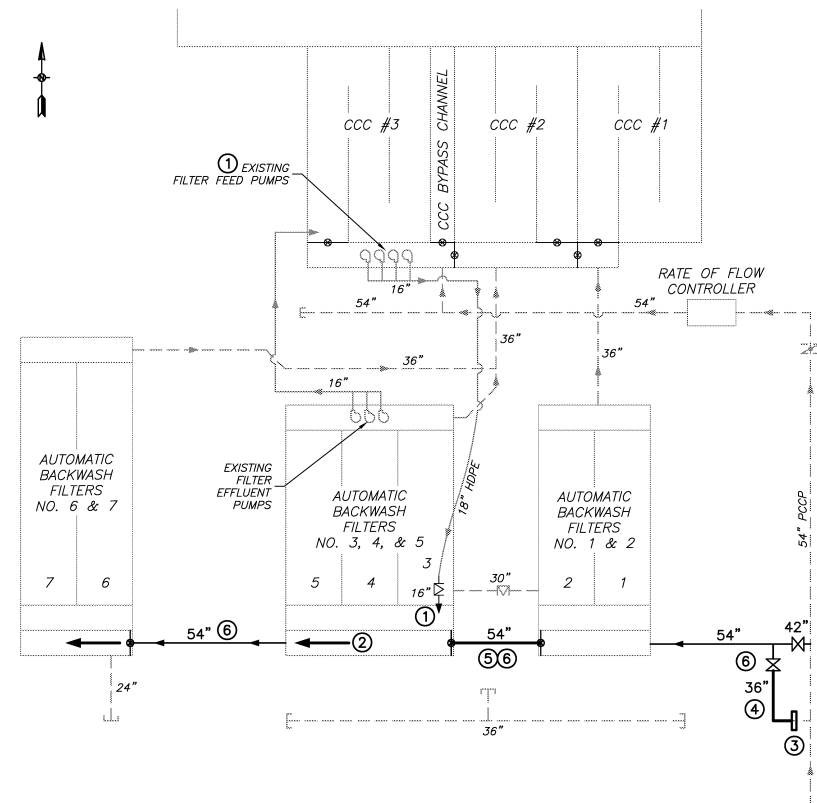 CCC #3
CCC BYPASS CHANNEL
CCC #2
CCC #1
1 EXISTING
FILTER FEED PUMPS
16"
54"
54"
RATE OF FLOW
CONTROLLER
36"
36"
36"
16"
AUTOMATIC
BACKWASH
FILTERS
NO. 6 & 7
EXISTING
FILTER
EFFLUENT
PUMPS
AUTOMATIC
BACKWASH
FILTERS
NO. 3, 4, & 5
18" HDPE
AUTOMATIC
BACKWASH
FILTERS
NO. 1 & 2
54" PCCP
7
6
5
4
3
16"
30"
2
1
1
54" 6
2
54"
5 6
54"
42"
6
36"
4
3
24"
36"